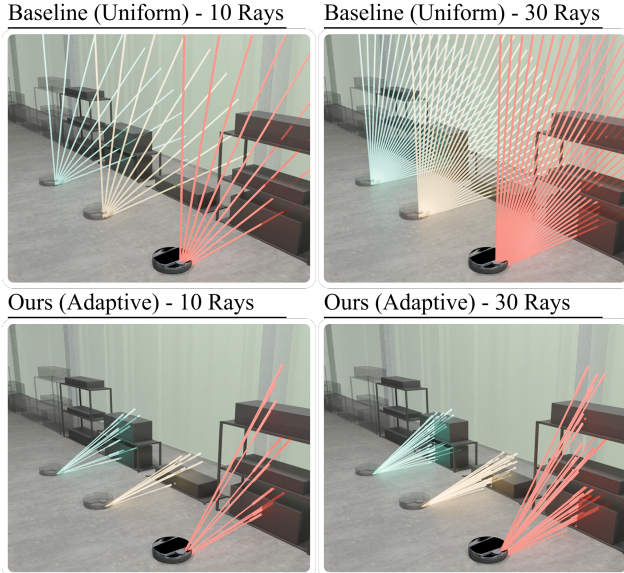 Baseline (Uniform) - 10 Rays
Baseline (Uniform) - 30 Rays
Ours (Adaptive) - 10 Rays
Ours (Adaptive) - 30 Rays